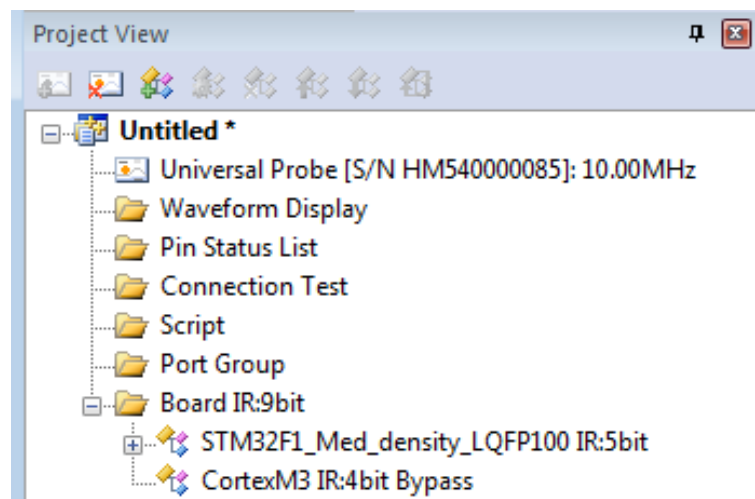 Project View
Untitled *
Universal Probe [S/N HM540000085]: 10.00MHz
Waveform Display
Pin Status List
Connection Test
Script
Port Group
Board IR:9bit
STM32F1_Med_density_LQFP100 IR:5bit
CortexM3 IR:4bit Bypass